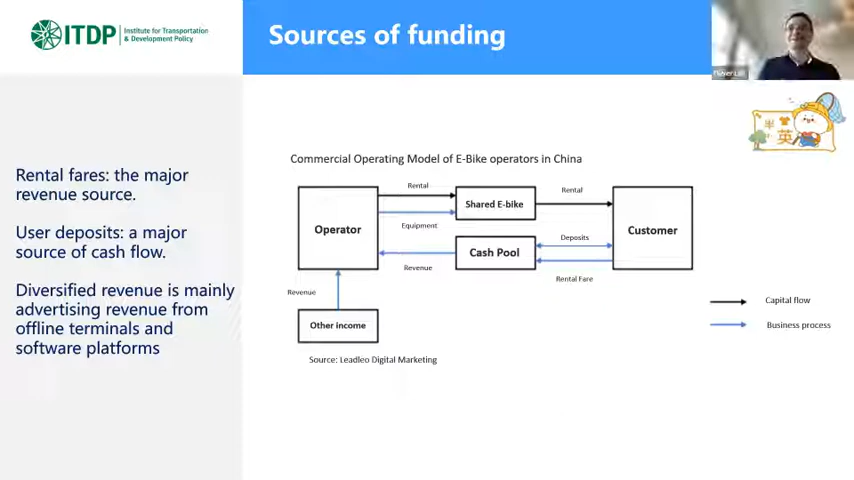 ITDP
Institute for Transportation
& Development Policy
Sources of funding
半
英
Rental fares: the major
revenue source.
User deposits: a major
source of cash flow.
Diversified revenue is mainly
advertising revenue from
offline terminals and
software platforms
Commercial Operating Model of E-Bike operators in China
Rental
Rental
Operator
Shared E-bike
Customer
Equipment
Deposits
Cash Pool
Revenue
Rental Fare
Revenue
Other income
Capital flow
Business process
Source: Leadleo Digital Marketing